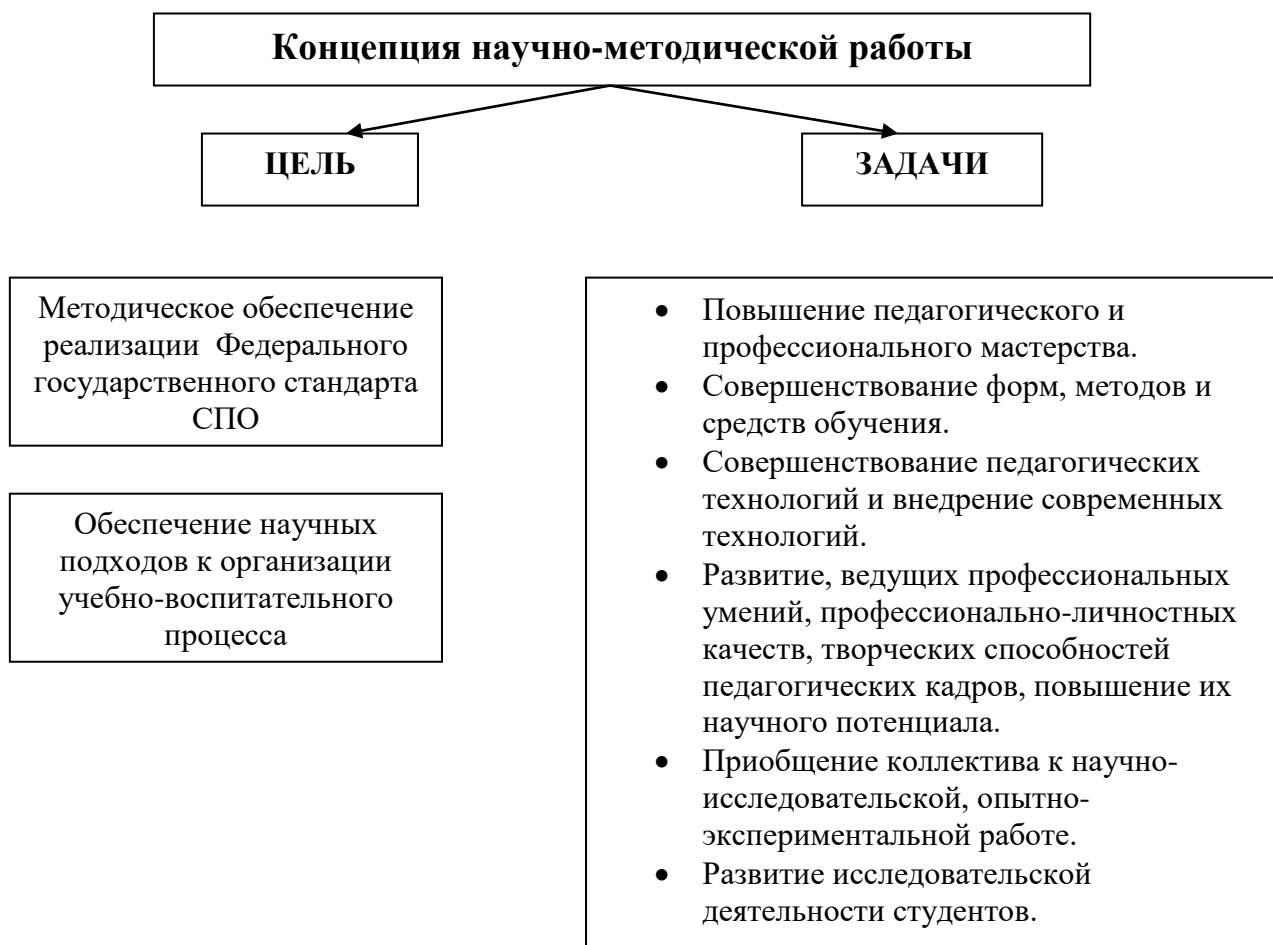 Концепция научно-методической работы
ЦЕЛЬ
ЗАДАЧИ
Методическое обеспечение
реализации Федерального
государственного стандарта
СПО
Обеспечение научных
подходов к организации
учебно-воспитательного
процесса
• Повышение педагогического и
профессионального мастерства.
• Совершенствование форм, методов и
средств обучения.
• Совершенствование педагогических
технологий и внедрение современных
технологий.
• Развитие, ведущих профессиональных
умений, профессионально-личностных
качеств, творческих способностей
педагогических кадров, повышение их
научного потенциала.
• Приобщение коллектива к научно-
исследовательской, опытно-
экспериментальной работе.
• Развитие исследовательской
деятельности студентов.